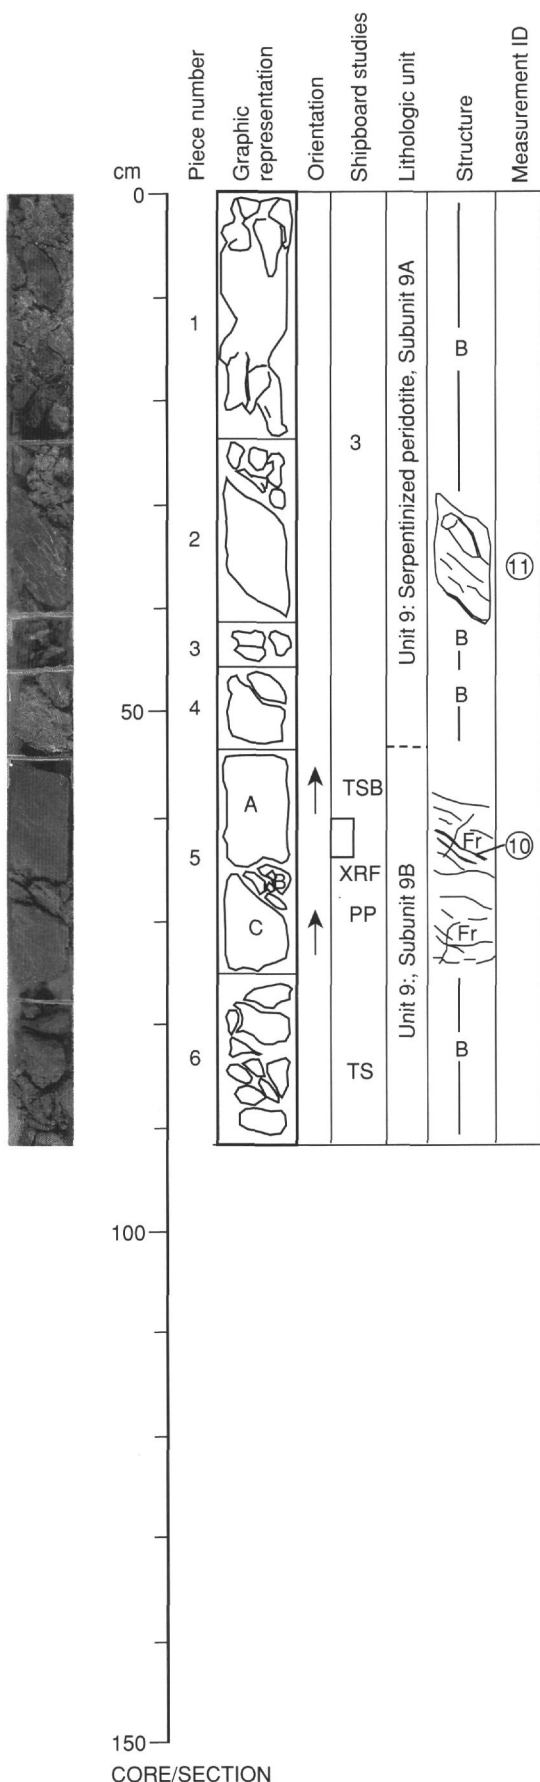 cm
Piece number
Graphic representation
Orientation
Shipboard studies
Lithologic unit
Structure
Measurement ID
0
1
3
B
Unit 9: Serpentinized peridotite, Subunit 9A
2
11
3
B
4
B
50
A
TSB
5
B
XRF
Fr
10
C
PP
Fr
Unit 9:, Subunit 9B
6
TS
B
100
150
CORE/SECTION